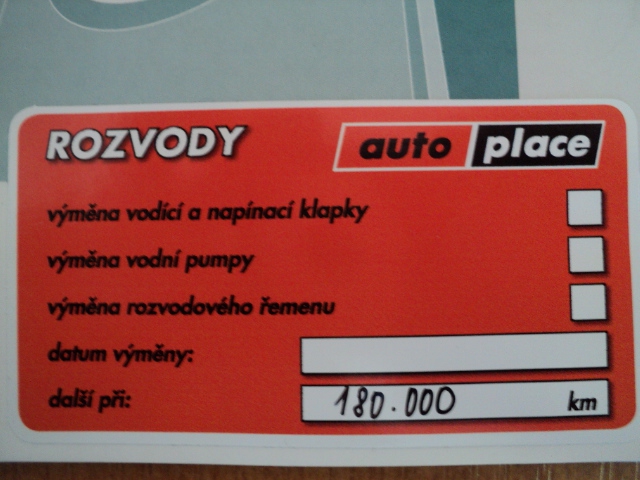 ROZVODY auto place
výměna vodící a napínací klapky
výměna vodní pumpy
výměna rozvodového řemenu
datum výměny:
další při: 180.000 km